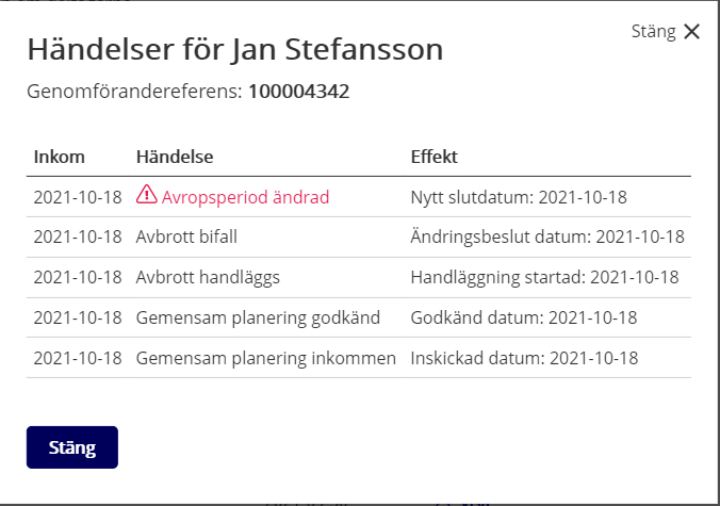 Stäng
Händelser för Jan Stefansson
Genomförandereferens: 100004342
Inkom Händelse Effekt
2021-10-18 Avropsperiod ändrad Nytt slutdatum: 2021-10-18
2021-10-18 Avbrott bifall Ändringsbeslut datum: 2021-10-18
2021-10-18 Avbrott handläggs Handläggning startad: 2021-10-18
2021-10-18 Gemensam planering godkänd Godkänd datum: 2021-10-18
2021-10-18 Gemensam planering inkommen Inskickad datum: 2021-10-18
Stäng